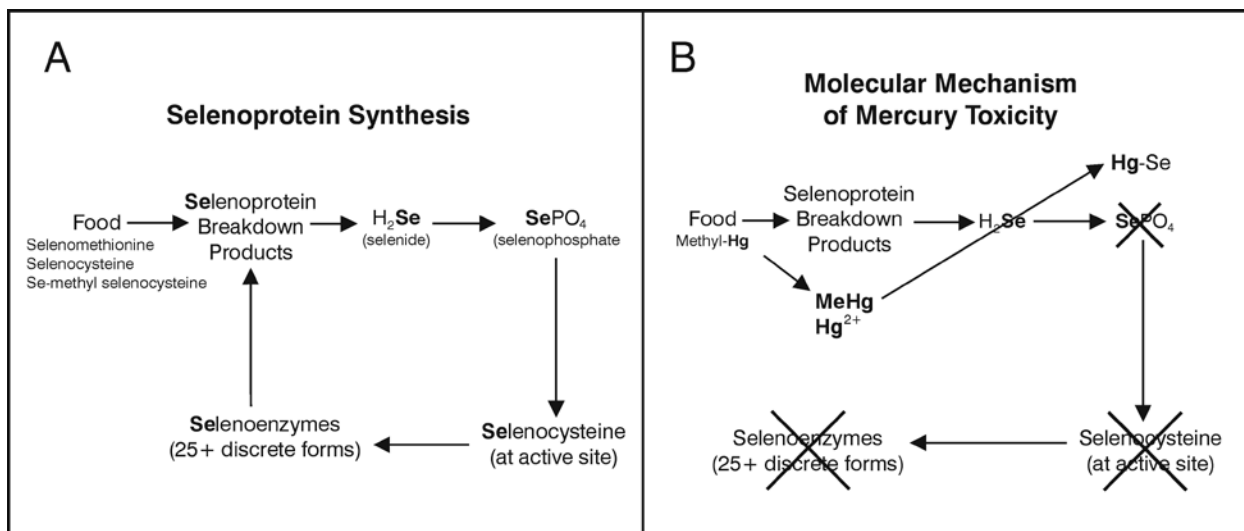 A
Selenoprotein Synthesis
Food
Selenomethionine
Selenocysteine
Se-methyl selenocysteine
Selenoprotein
Breakdown
Products
H₂Se
(selenide)
SePO₄
(selenophosphate
Selenocysteine
(at active site)
Selenoenzymes
(25+ discrete forms)
B
Molecular Mechanism
of Mercury Toxicity
Hg-Se
Food
Methyl-Hg
Selenoprotein
Breakdown
Products
H₂Se
SePO₄
MeHg
Hg²⁺
Selenocysteine
(at active site)
Selenoenzymes
(25+ discrete forms)